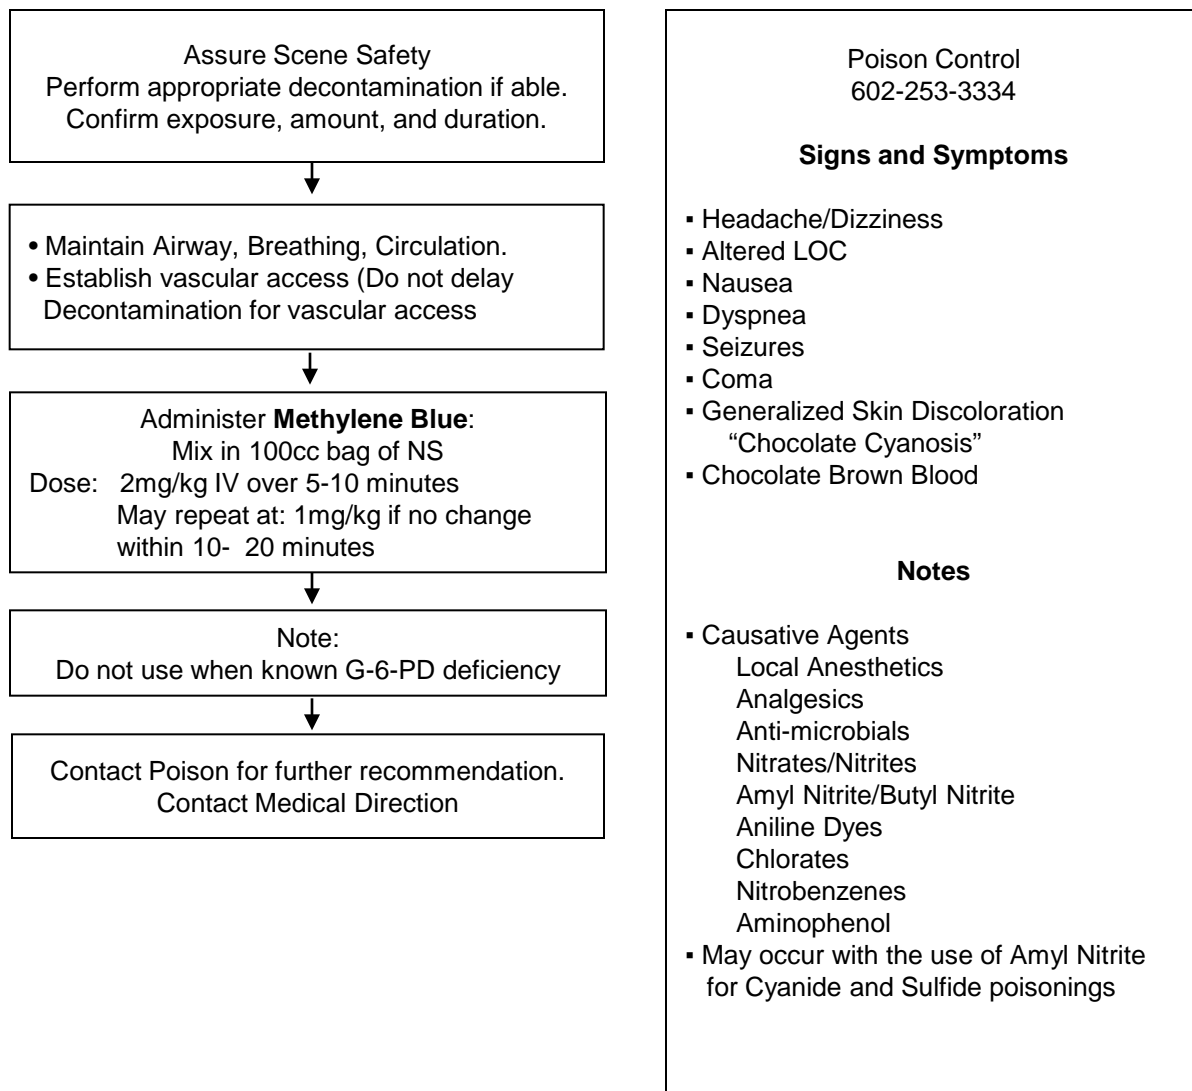 Assure Scene Safety
Perform appropriate decontamination if able.
Confirm exposure, amount, and duration.
• Maintain Airway, Breathing, Circulation.
• Establish vascular access (Do not delay
Decontamination for vascular access
Administer Methylene Blue:
Mix in 100cc bag of NS
Dose: 2mg/kg IV over 5-10 minutes
May repeat at: 1mg/kg if no change
within 10- 20 minutes
Note:
Do not use when known G-6-PD deficiency
Contact Poison for further recommendation.
Contact Medical Direction
Poison Control
602-253-3334
Signs and Symptoms
▪ Headache/Dizziness
▪ Altered LOC
▪ Nausea
▪ Dyspnea
▪ Seizures
▪ Coma
▪ Generalized Skin Discoloration
“Chocolate Cyanosis”
▪ Chocolate Brown Blood
Notes
▪ Causative Agents
Local Anesthetics
Analgesics
Anti-microbials
Nitrates/Nitrites
Amyl Nitrite/Butyl Nitrite
Aniline Dyes
Chlorates
Nitrobenzenes
Aminophenol
▪ May occur with the use of Amyl Nitrite
for Cyanide and Sulfide poisonings